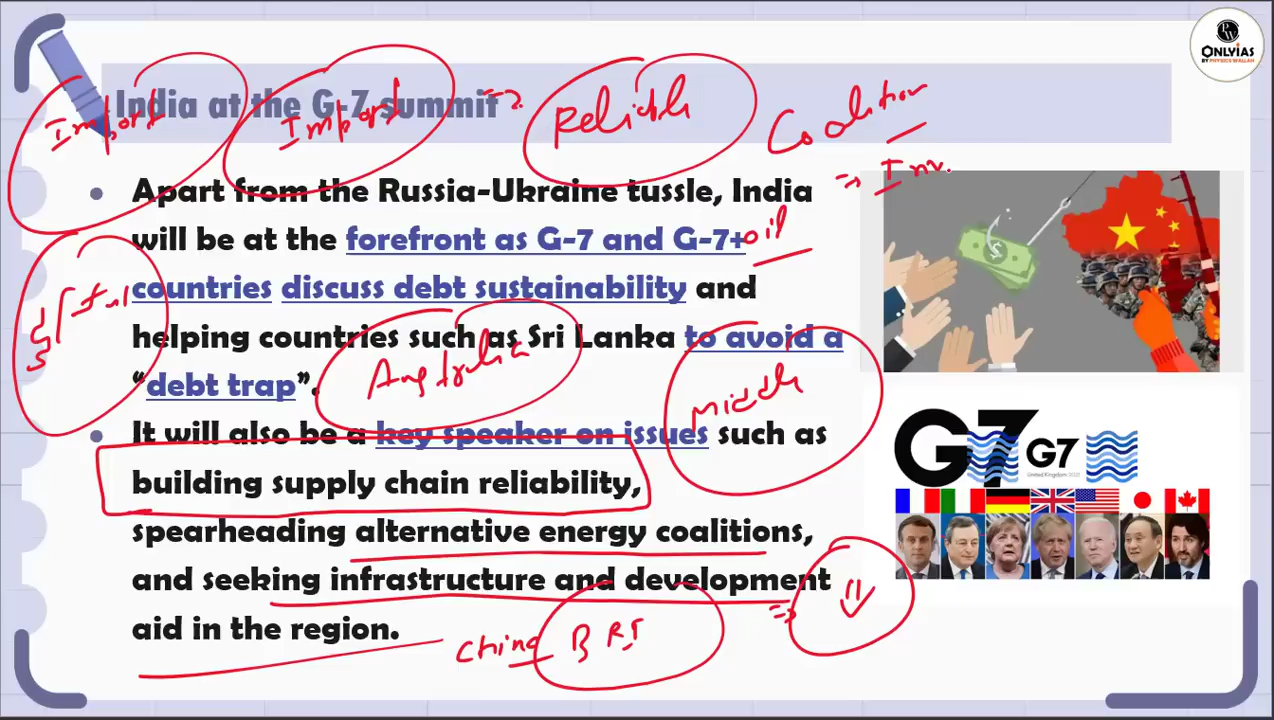 PW
ONLYIAS
BY PHYSICS WALLAH
India at the G-7 summit
Import
Import
Reliable
Coalition
Inv.
Apart from the Russia-Ukraine tussle, India
will be at the forefront as G-7 and G-7+
oil
countries discuss debt sustainability and
helping countries such as Sri Lanka to avoid a
“debt trap”.
Australia
Middle
It will also be a key speaker on issues such as
building supply chain reliability,
spearheading alternative energy coalitions,
and seeking infrastructure and development
aid in the region.
China BRI
G7
G7
United Kingdom 2021